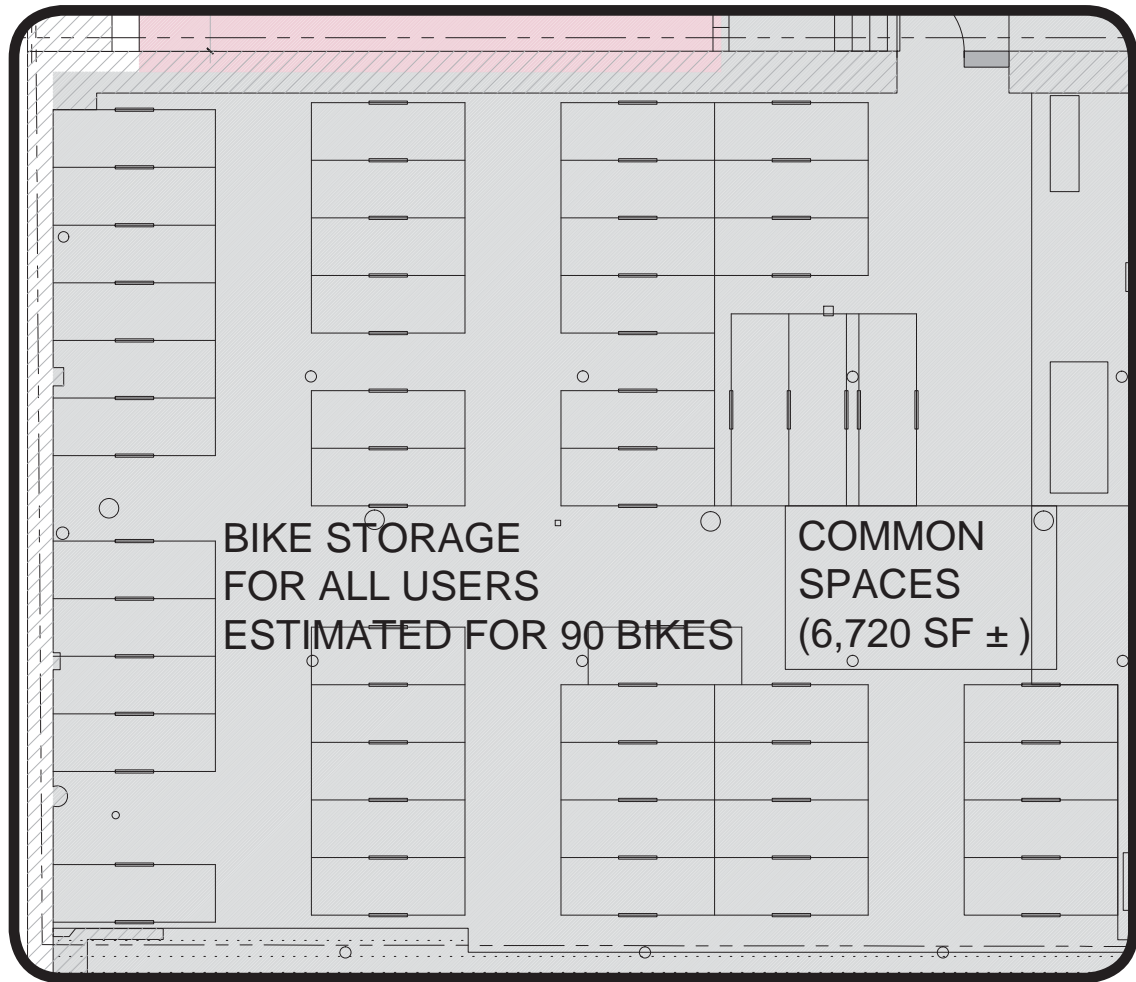 BIKE STORAGE
FOR ALL USERS
ESTIMATED FOR 90 BIKES
COMMON
SPACES
(6,720 SF ± )